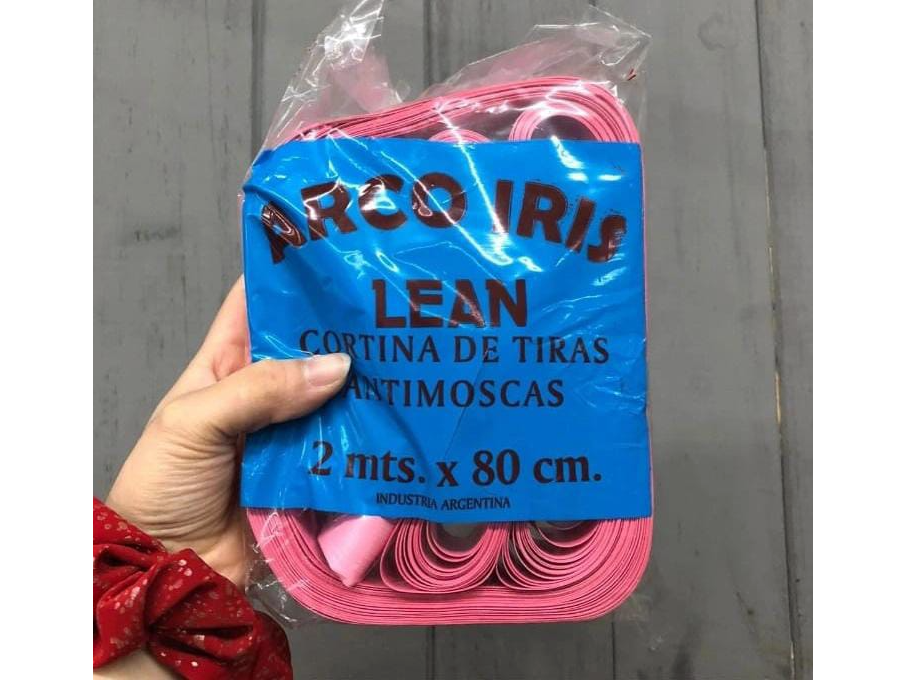 ARCO IRIS
LEAN
CORTINA DE TIRAS
ANTIMOSCAS
2 mts. x 80 cm.
INDUSTRIA ARGENTINA